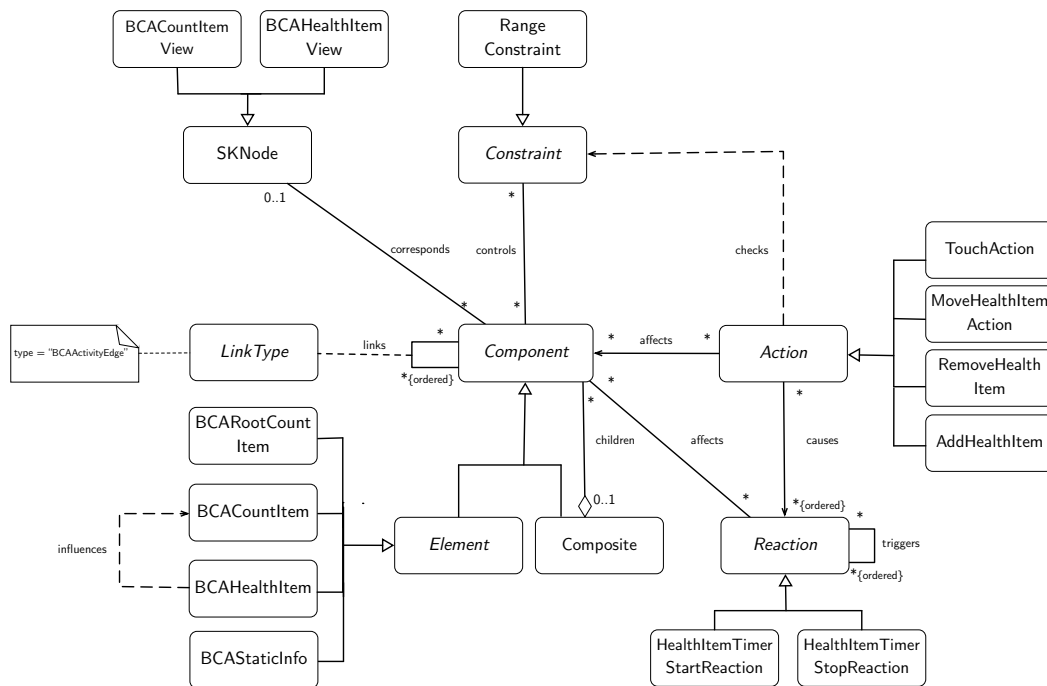 BCACountItem
View
BCAHealthItem
View
Range
Constraint
SKNode
Constraint
0..1
*
corresponds
controls
checks
TouchAction
MoveHealthItem
Action
RemoveHealth
Item
AddHealthItem
*
*
type = "BCAActivityEdge"
LinkType
links
*
*{ordered}
Component
*
affects
*
Action
*
*
*
BCARootCount
Item
children
affects
causes
BCACountItem
influences
BCAHealthItem
BCAStaticInfo
Element
0..1
Composite
*
*{ordered}
Reaction
*
triggers
*{ordered}
HealthItemTimer
StartReaction
HealthItemTimer
StopReaction